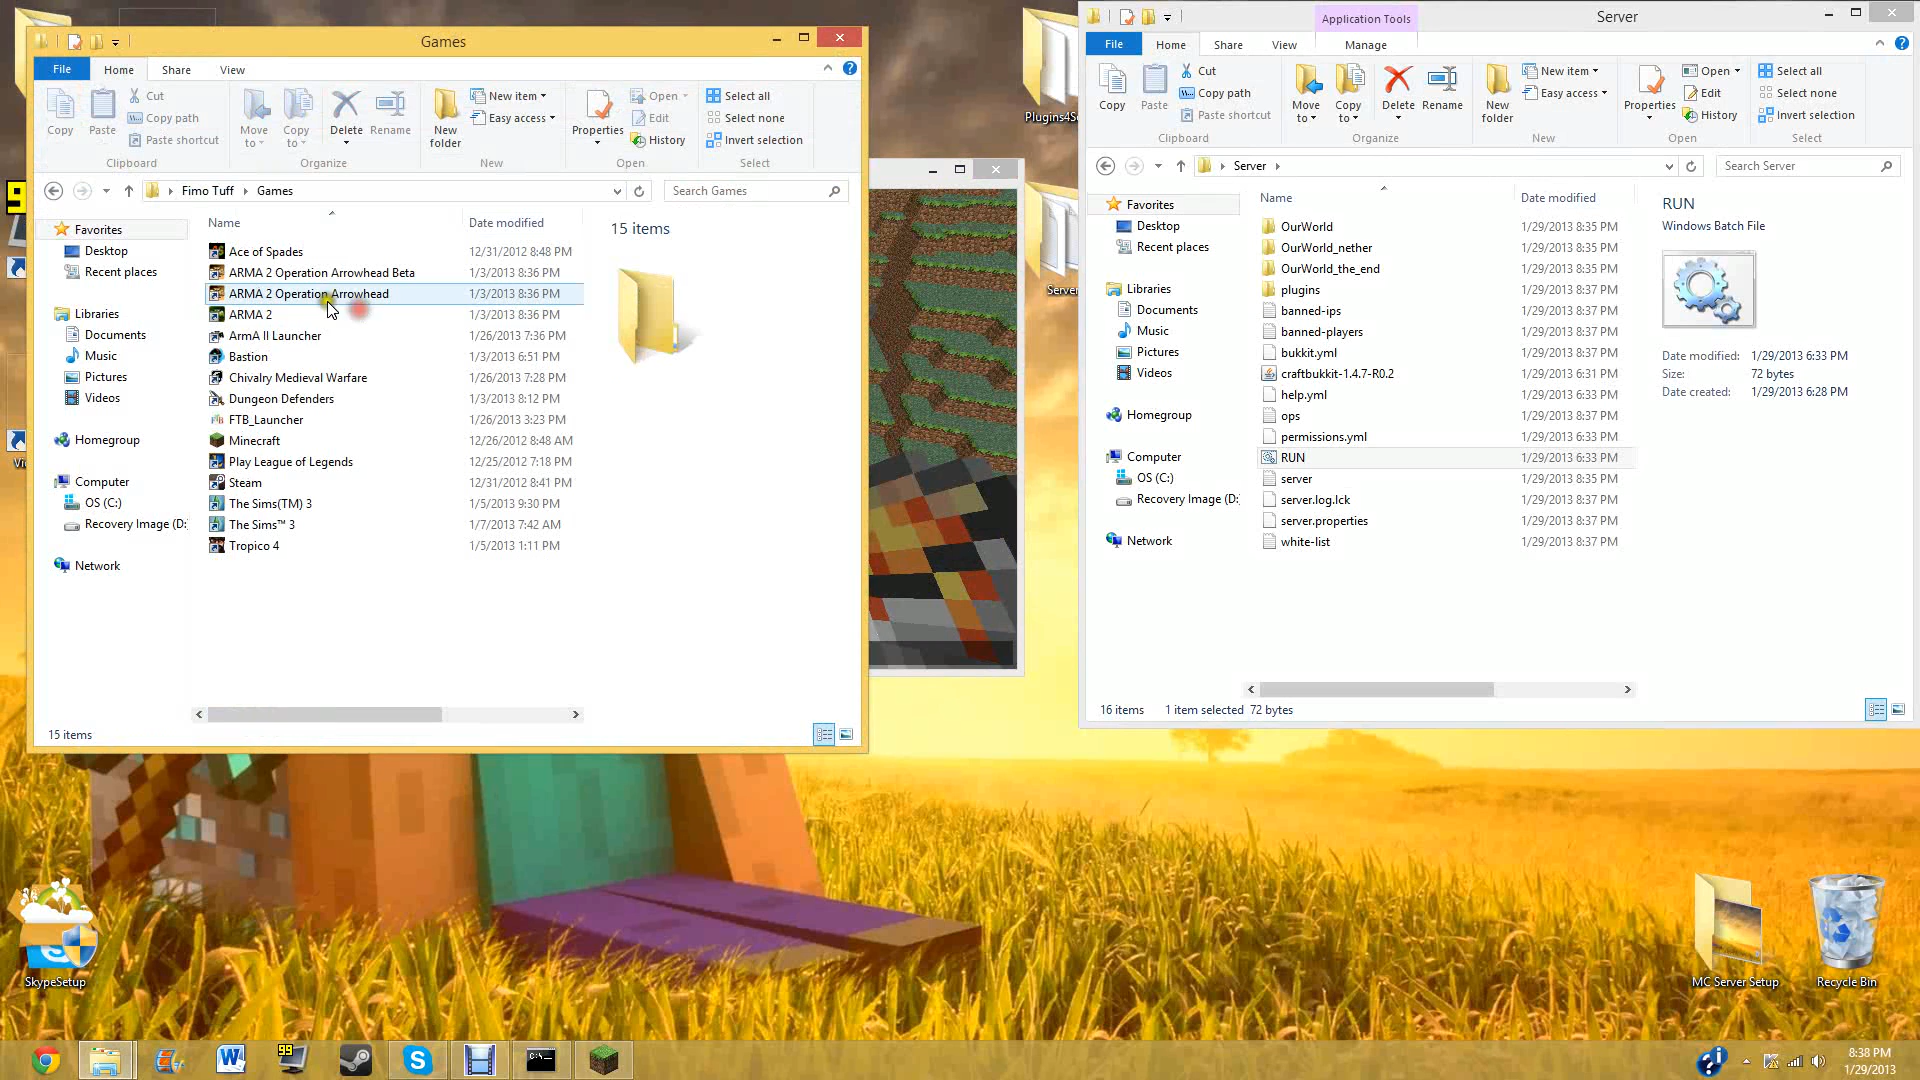 Games
File Home Share View
Copy
Paste
Cut
Copy path
Paste shortcut
Clipboard
Move to
Copy to
Delete
Rename
Organize
New folder
New item
Easy access
New
Properties
Open
Edit
History
Open
Select all
Select none
Invert selection
Select
Fimo Tuff Games
Search Games
Favorites
Desktop
Recent places
Libraries
Documents
Music
Pictures
Videos
Homegroup
Computer
OS (C:)
Recovery Image (D:
Network
Name Date modified
Ace of Spades 12/31/2012 8:48 PM
ARMA 2 Operation Arrowhead Beta 1/3/2013 8:36 PM
ARMA 2 Operation Arrowhead 1/3/2013 8:36 PM
ARMA 2 1/3/2013 8:36 PM
ArmA II Launcher 1/26/2013 7:36 PM
Bastion 1/3/2013 6:51 PM
Chivalry Medieval Warfare 1/26/2013 7:28 PM
Dungeon Defenders 1/3/2013 8:12 PM
FTB_Launcher 1/26/2013 3:23 PM
Minecraft 12/26/2012 8:48 AM
Play League of Legends 12/25/2012 7:18 PM
Steam 12/31/2012 8:41 PM
The Sims(TM) 3 1/5/2013 9:30 PM
The Sims™ 3 1/7/2013 7:42 AM
Tropico 4 1/5/2013 1:11 PM
15 items
15 items
Plugins4S
Server
Application Tools
Server
File Home Share View Manage
Copy
Paste
Cut
Copy path
Paste shortcut
Clipboard
Move to
Copy to
Delete
Rename
Organize
New folder
New item
Easy access
New
Properties
Open
Edit
History
Open
Select all
Select none
Invert selection
Select
Server
Search Server
Favorites
Desktop
Recent places
Libraries
Documents
Music
Pictures
Videos
Homegroup
Computer
OS (C:)
Recovery Image (D:
Network
Name Date modified
OurWorld 1/29/2013 8:35 PM
OurWorld_nether 1/29/2013 8:35 PM
OurWorld_the_end 1/29/2013 8:35 PM
plugins 1/29/2013 8:35 PM
banned-ips 1/29/2013 8:37 PM
banned-players 1/29/2013 8:37 PM
bukkit.yml 1/29/2013 8:37 PM
craftbukkit-1.4.7-R0.2 1/29/2013 6:31 PM
help.yml 1/29/2013 6:33 PM
ops 1/29/2013 8:37 PM
permissions.yml 1/29/2013 6:33 PM
RUN 1/29/2013 6:33 PM
server 1/29/2013 8:35 PM
server.log.lck 1/29/2013 8:37 PM
server.properties 1/29/2013 8:37 PM
white-list 1/29/2013 8:37 PM
RUN
Windows Batch File
Date modified: 1/29/2013 6:33 PM
Size: 72 bytes
Date created: 1/29/2013 6:28 PM
16 items 1 item selected 72 bytes
SkypeSetup
MC Server Setup
Recycle Bin
99
8:38 PM
1/29/2013